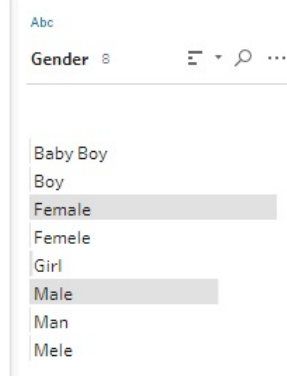 Abc
Gender 8
Baby Boy
Boy
Female
Femele
Girl
Male
Man
Mele